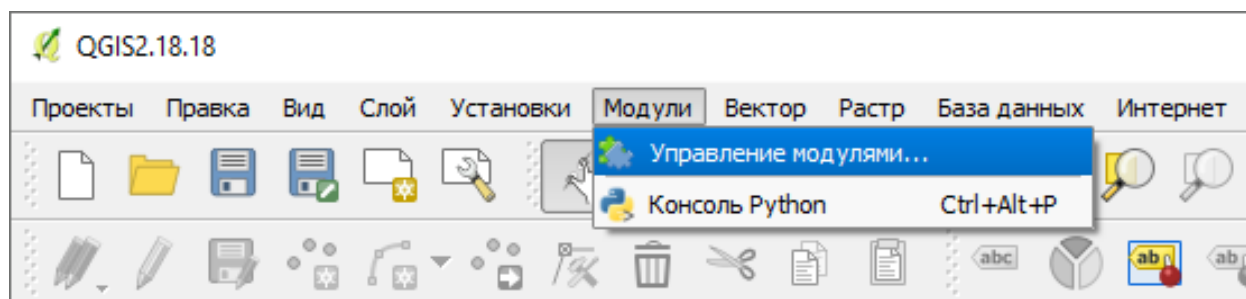 QGIS2.18.18
Проекты Правка Вид Слой Установки Модули Вектор Растр База данных Интернет
Управление модулями...
Консоль Python Ctrl+Alt+P
abc ab ab